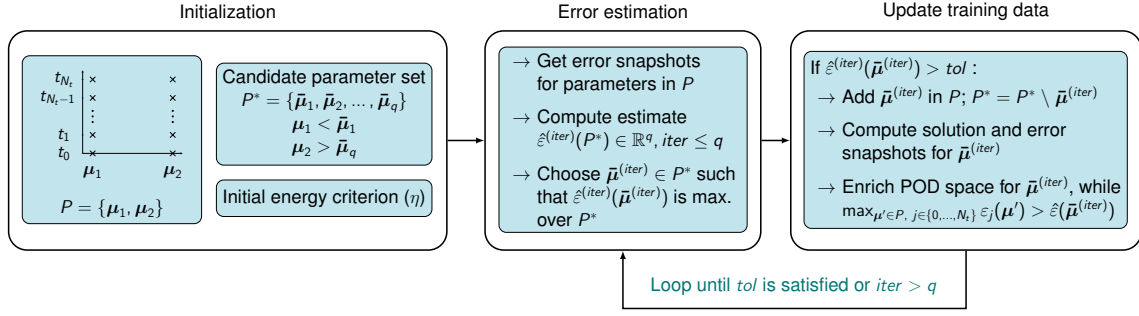 Initialization
t_{N_t}
t_{N_t−1}
⋮ ⋮
t_1
t_0
μ_1 μ_2
P = {μ_1, μ_2}
Candidate parameter set
P* = {μ̄_1, μ̄_2, ..., μ̄_q}
μ_1 < μ̄_1
μ_2 > μ̄_q
Initial energy criterion (η)
Error estimation
→ Get error snapshots
for parameters in P
→ Compute estimate
ε̂^{(iter)}(P*) ∈ ℝ^q, iter ≤ q
→ Choose μ̄^{(iter)} ∈ P* such
that ε̂^{(iter)}(μ̄^{(iter)}) is max.
over P*
Update training data
If ε̂^{(iter)}(μ̄^{(iter)}) > tol :
→ Add μ̄^{(iter)} in P; P* = P* \ μ̄^{(iter)}
→ Compute solution and error
snapshots for μ̄^{(iter)}
→ Enrich POD space for μ̄^{(iter)}, while
max_{μ′∈P, j∈{0,...,N_t}} ε_j(μ′) > ε̂(μ̄^{(iter)})
Loop until tol is satisfied or iter > q